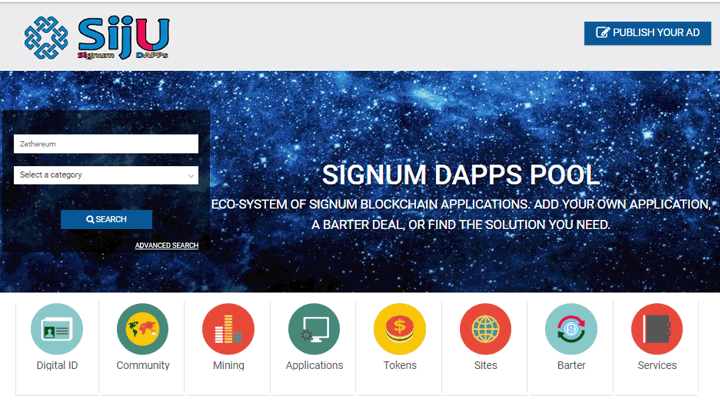 SijU
Signum DAPPs
PUBLISH YOUR AD
Zethereum
Select a category
SEARCH
ADVANCED SEARCH
SIGNUM DAPPS POOL
ECO-SYSTEM OF SIGNUM BLOCKCHAIN APPLICATIONS. ADD YOUR OWN APPLICATION,
A BARTER DEAL, OR FIND THE SOLUTION YOU NEED.
Digital ID
Community
Mining
Applications
Tokens
Sites
Barter
Services